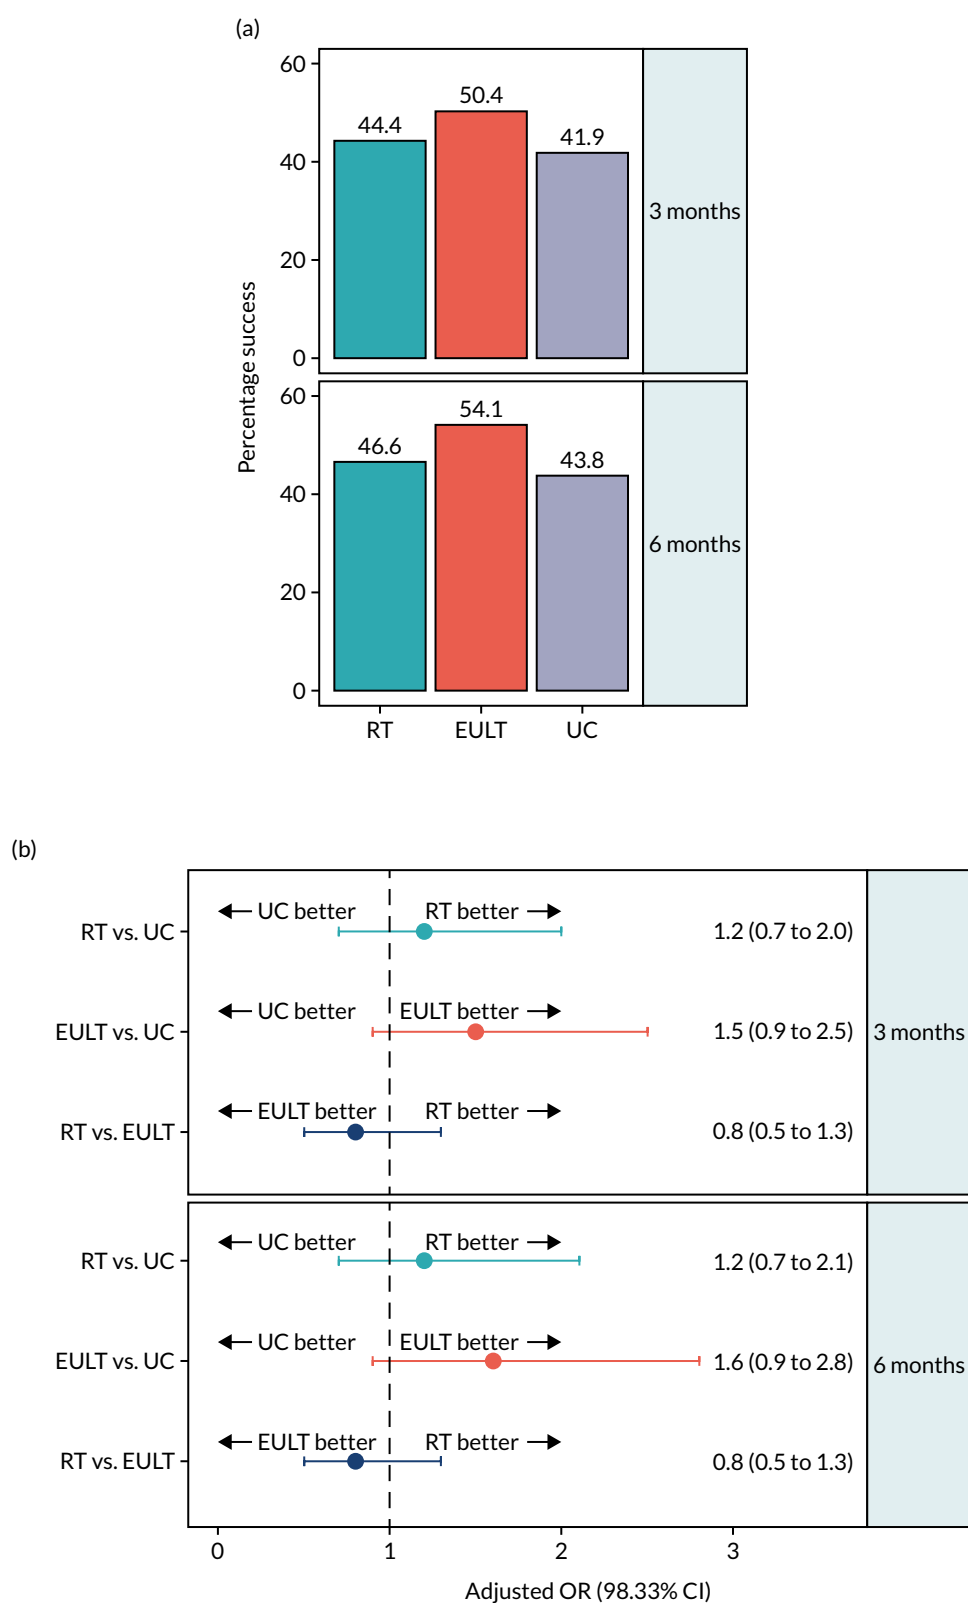 (a)
60
40
20
0
44.4
50.4
41.9
3 months
Percentage success
60
40
20
0
46.6
54.1
43.8
6 months
RT EULT UC
(b)
UC better RT better
RT vs. UC 1.2 (0.7 to 2.0)
UC better EULT better
EULT vs. UC 1.5 (0.9 to 2.5) 3 months
EULT better RT better
RT vs. EULT 0.8 (0.5 to 1.3)
UC better RT better
RT vs. UC 1.2 (0.7 to 2.1)
UC better EULT better
EULT vs. UC 1.6 (0.9 to 2.8) 6 months
EULT better RT better
RT vs. EULT 0.8 (0.5 to 1.3)
0 1 2 3
Adjusted OR (98.33% CI)